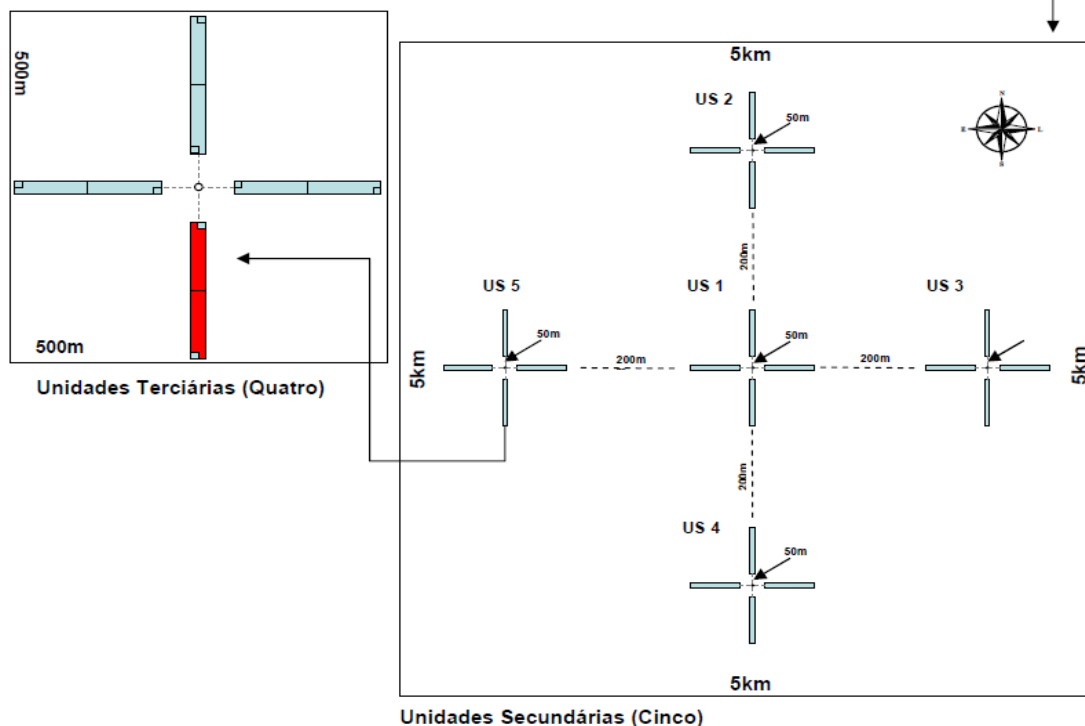 500m
500m
Unidades Terciárias (Quatro)
5km
US 2
50m
N
E
L
S
200m
US 5
US 1
US 3
50m
50m
5km
200m
200m
5km
200m
US 4
50m
5km
Unidades Secundárias (Cinco)